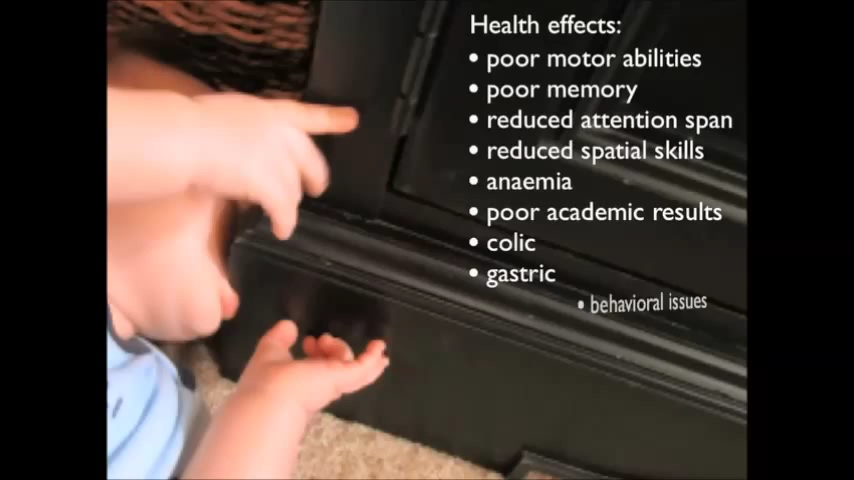 Health effects:
• poor motor abilities
• poor memory
• reduced attention span
• reduced spatial skills
• anaemia
• poor academic results
• colic
• gastric
• behavioral issues